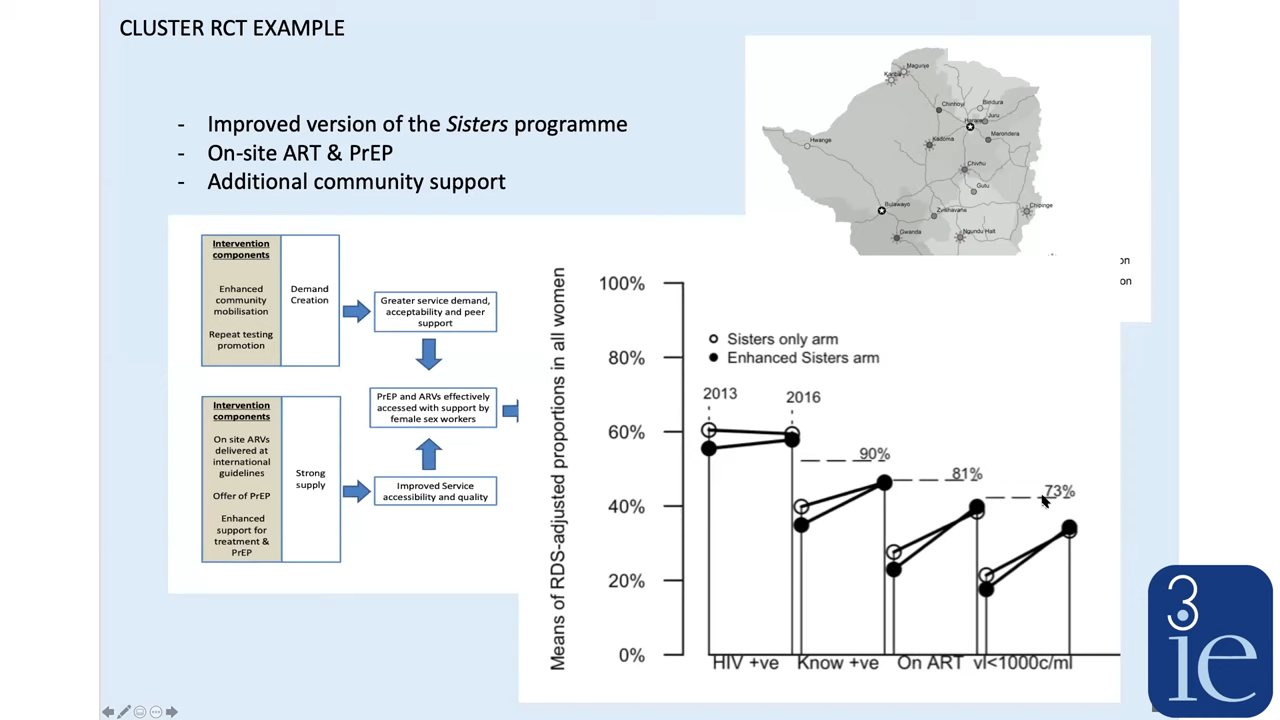 CLUSTER RCT EXAMPLE
- Improved version of the Sisters programme
- On-site ART & PrEP
- Additional community support
Magunje
Kariba
Chinhoyi
Bindura
Juru
Harare
Marondera
Hwange
Kadoma
Chivhu
Gutu
Bulawayo
Zvishavana
Chipinge
Gwanda
Ngundu Halt
on
on
Intervention
components
Enhanced
community
mobilisation
Repeat testing
promotion
Demand
Creation
Greater service demand,
acceptability and peer
support
PrEP and ARVs effectively
accessed with support by
female sex workers
Intervention
components
On site ARVs
delivered at
international
guidelines
Offer of PrEP
Enhanced
support for
treatment &
PrEP
Strong
supply
Improved Service
accessibility and quality
Means of RDS-adjusted proportions in all women
100%
80%
60%
40%
20%
0%
Sisters only arm
Enhanced Sisters arm
2013
2016
90%
81%
73%
HIV +ve
Know +ve
On ART
vl<1000c/ml
3
ie